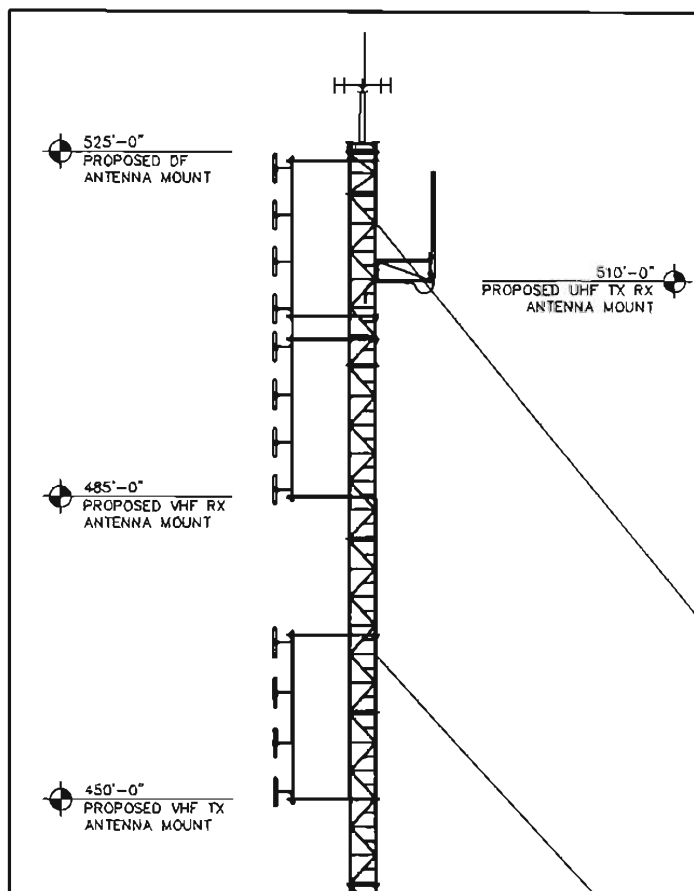 525'-0"
PROPOSED DF
ANTENNA MOUNT
510'-0"
PROPOSED UHF TX RX
ANTENNA MOUNT
485'-0"
PROPOSED VHF RX
ANTENNA MOUNT
450'-0"
PROPOSED VHF TX
ANTENNA MOUNT